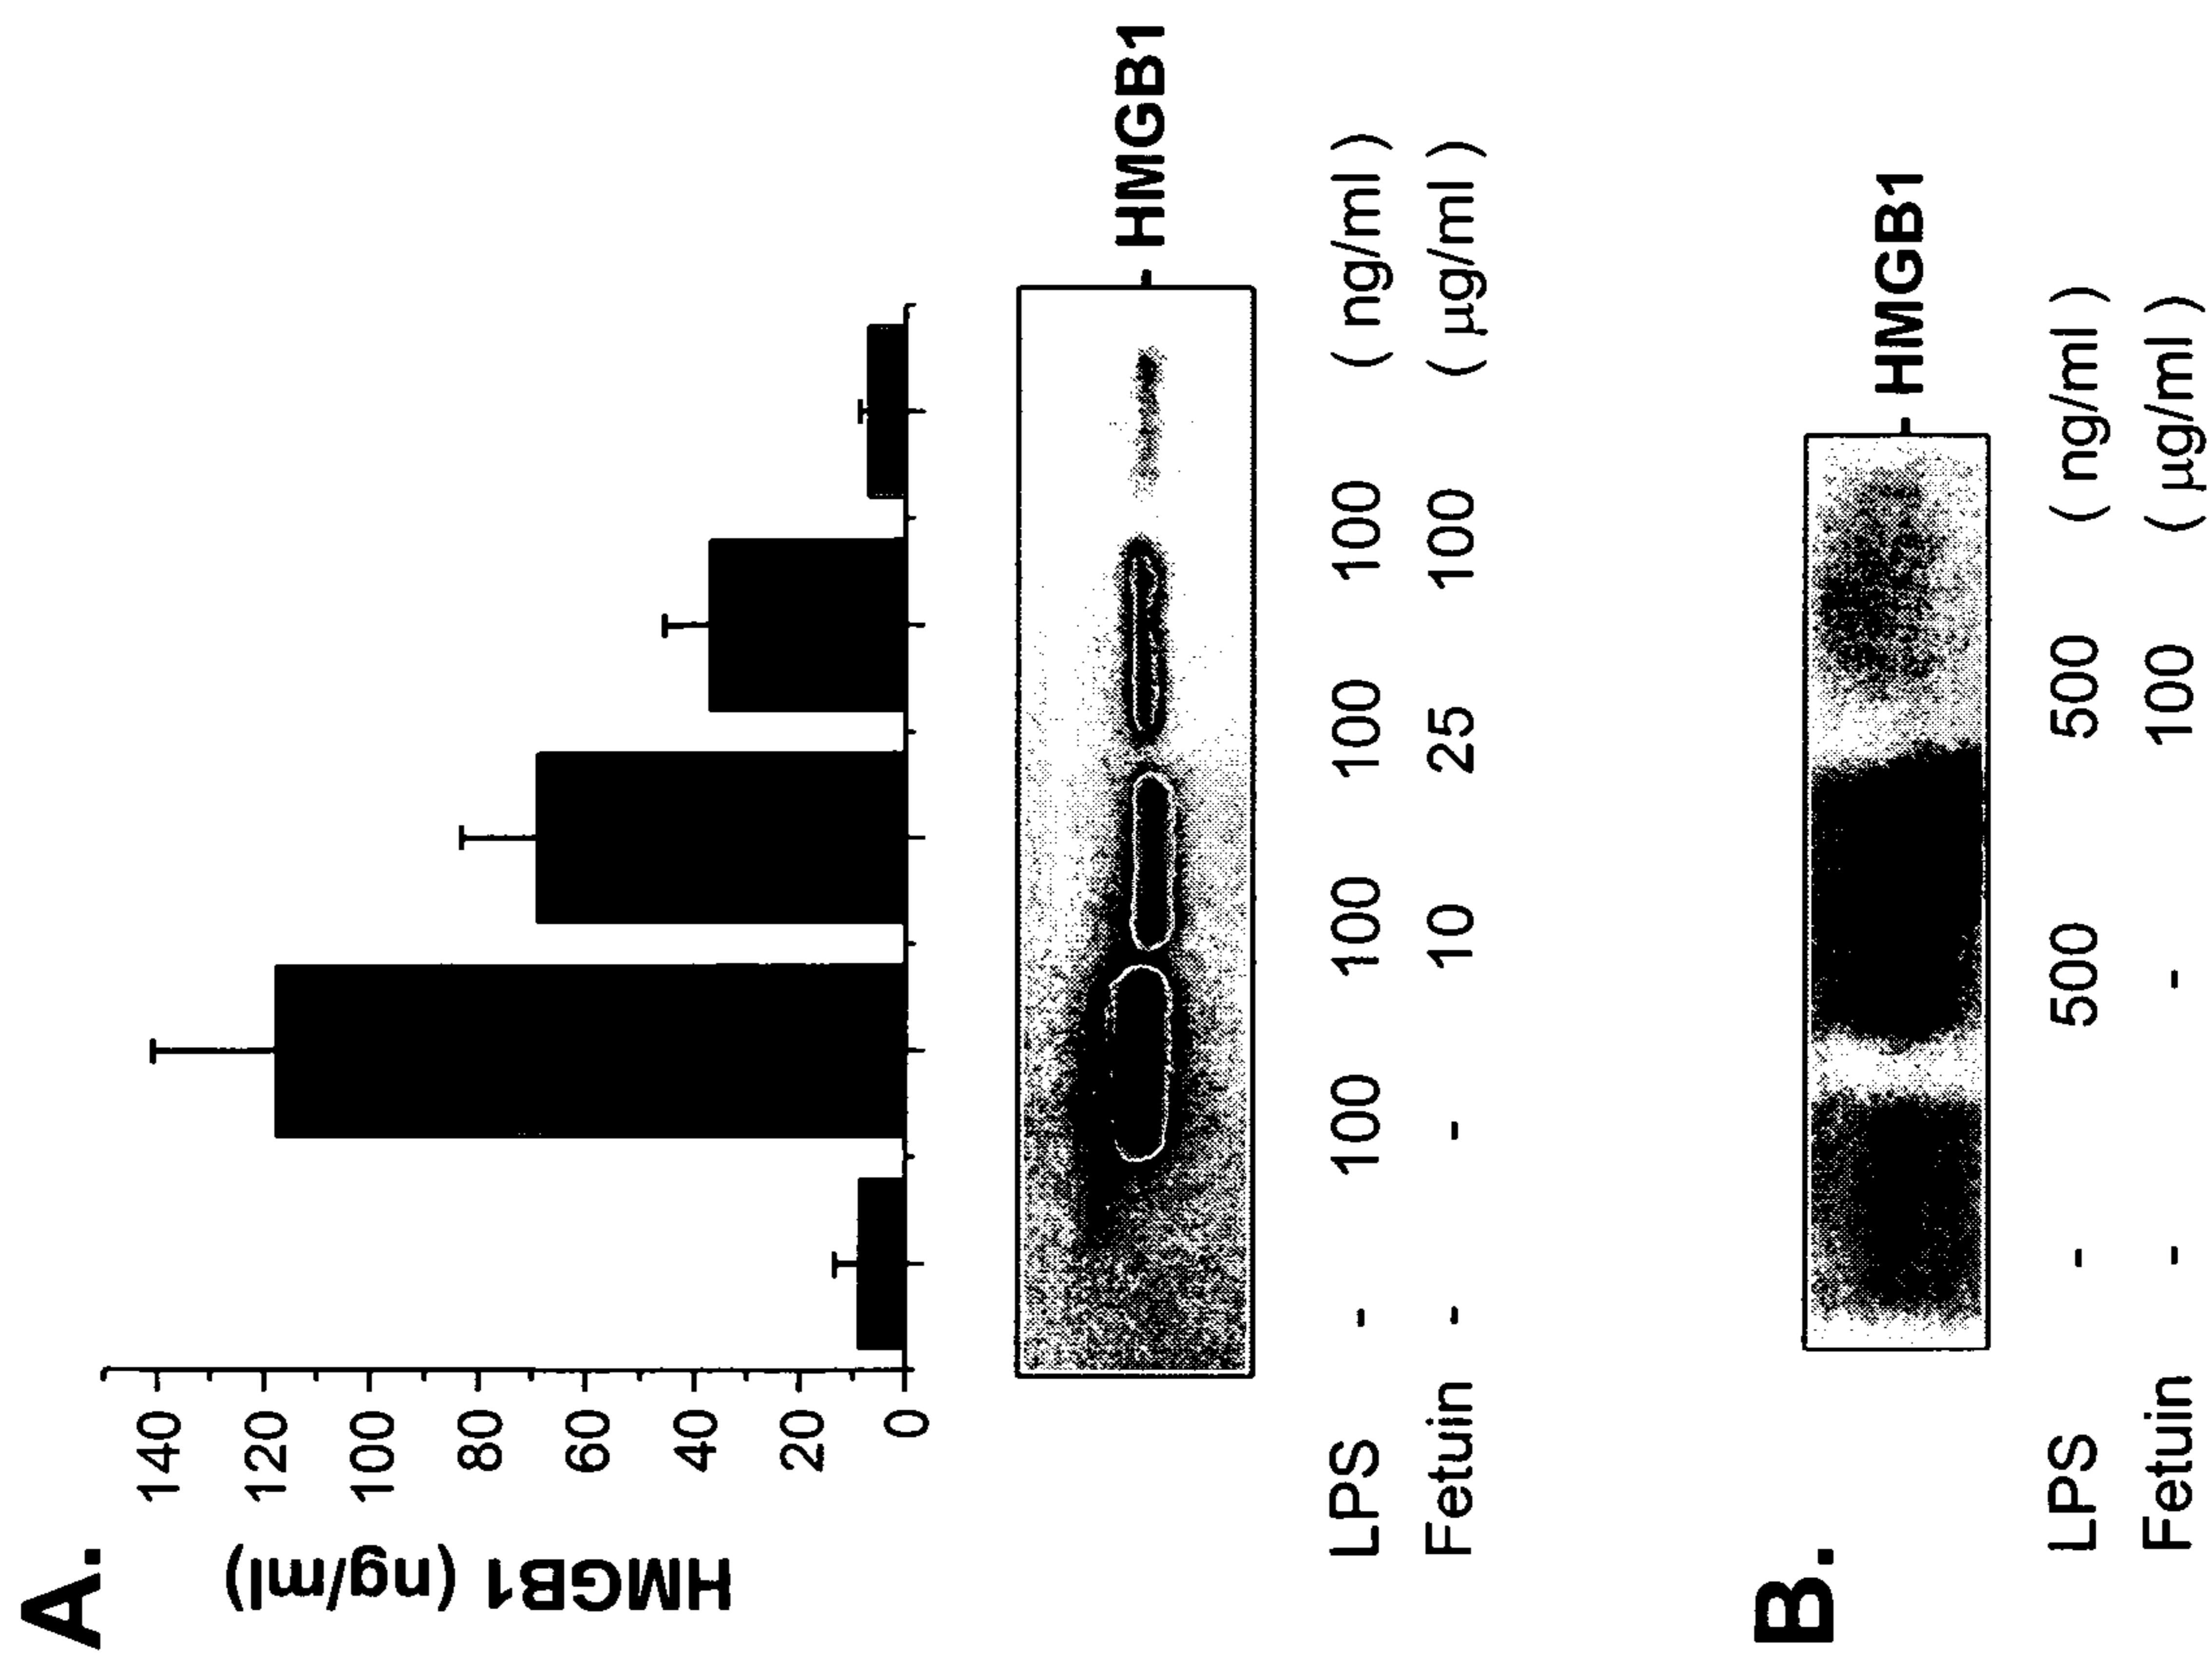 A.
HMGB1 (ng/ml)
140
120
100
80
60
40
20
0
- HMGB1
LPS - 100 100 100 100 ( ng/ml )
Fetuin - - 10 25 100 ( µg/ml )
B.
- HMGB1
LPS - 500 500 ( ng/ml )
Fetuin - - 100 ( µg/ml )